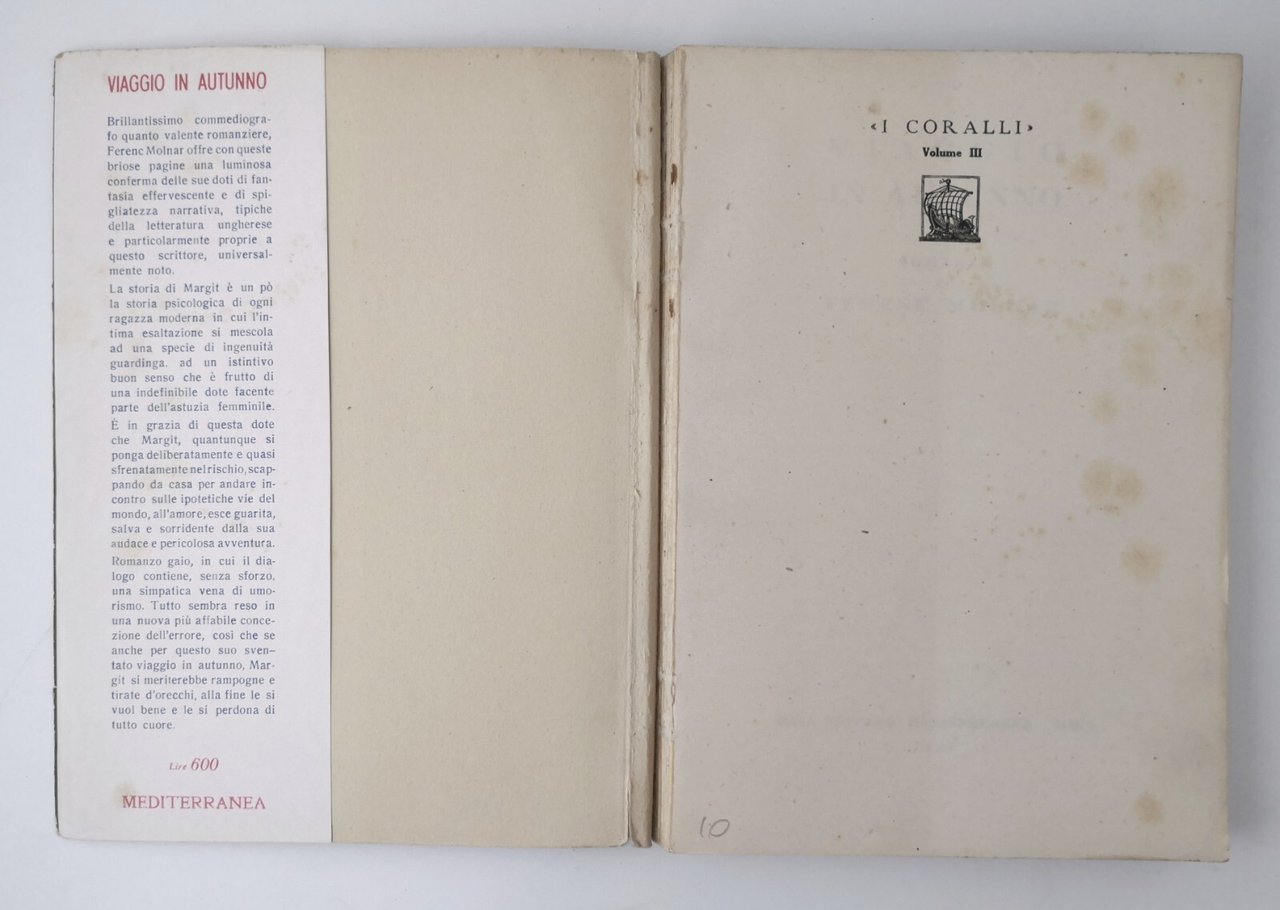 VIAGGIO IN AUTUNNO
Brillantissimo commediogra-
fo quanto valente romanziere,
Ferenc Molnar offre con queste
briose pagine una luminosa
conferma delle sue doti di fan-
tasia effervescente e di spi-
gliatezza narrativa, tipiche
della letteratura ungherese
e particolarmente proprie a
questo scrittore, universal-
mente noto.
La storia di Margit è un pò
la storia psicologica di ogni
ragazza moderna in cui l'in-
tima esaltazione si mescola
ad una specie di ingenuità
guardinga. ad un istintivo
buon senso che è frutto di
una indefinibile dote facente
parte dell'astuzia femminile.
È in grazia di questa dote
che Margit, quantunque si
ponga deliberatamente e quasi
sfrenatamente nel rischio, scap-
pando da casa per andare in-
contro sulle ipotetiche vie del
mondo, all'amore, esce guarita,
salva e sorridente dalla sua
audace e pericolosa avventura.
Romanzo gaio, in cui il dia-
logo contiene, senza sforzo,
una simpatica vena di umo-
rismo. Tutto sembra reso in
una nuova più affabile conce-
zione dell'errore, così che se
anche per questo suo sven-
tato viaggio in autunno, Mar-
git si meriterebbe rampogne e
tirate d'orecchi, alla fine le si
vuol bene e le si perdona di
tutto cuore.
Lire 600
MEDITERRANEA
«I CORALLI»
Volume III
10